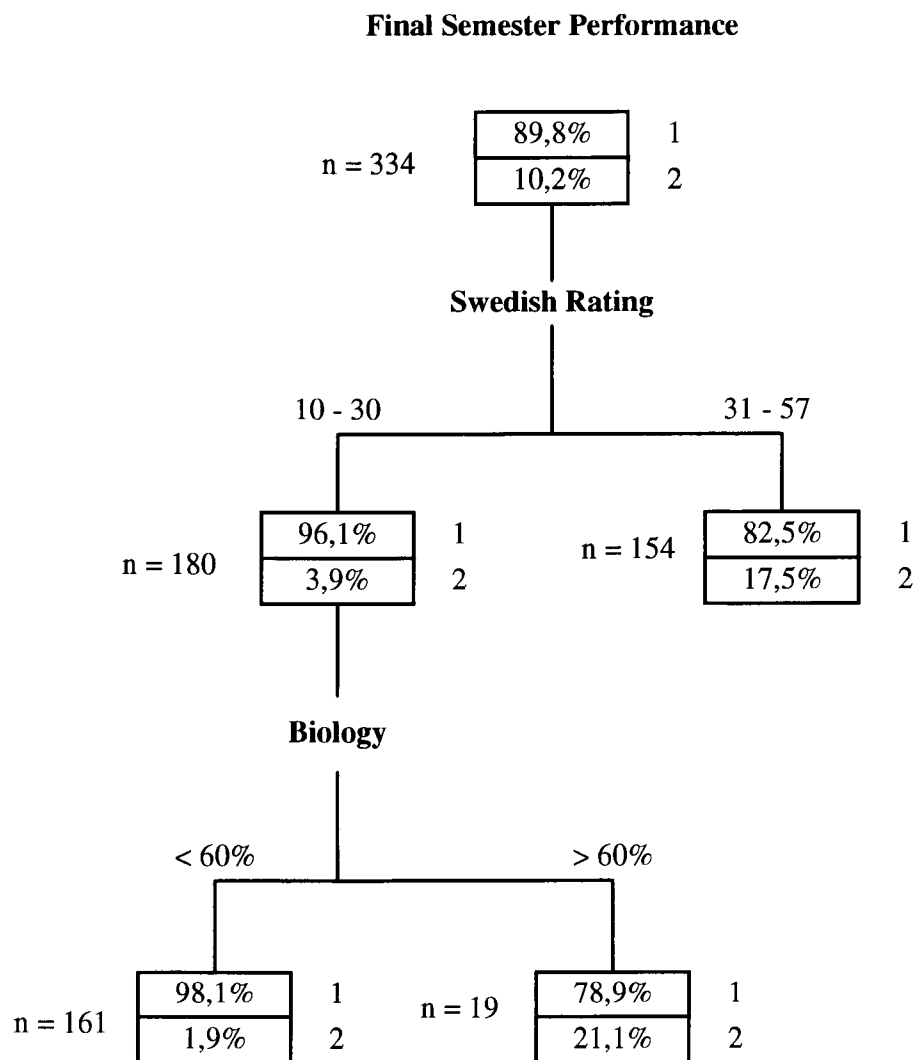 Final Semester Performance
89,8% 1
n = 334
10,2% 2
Swedish Rating
10 - 30 31 - 57
96,1% 1 82,5% 1
n = 180 n = 154
3,9% 2 17,5% 2
Biology
< 60% > 60%
98,1% 1 78,9% 1
n = 161 n = 19
1,9% 2 21,1% 2